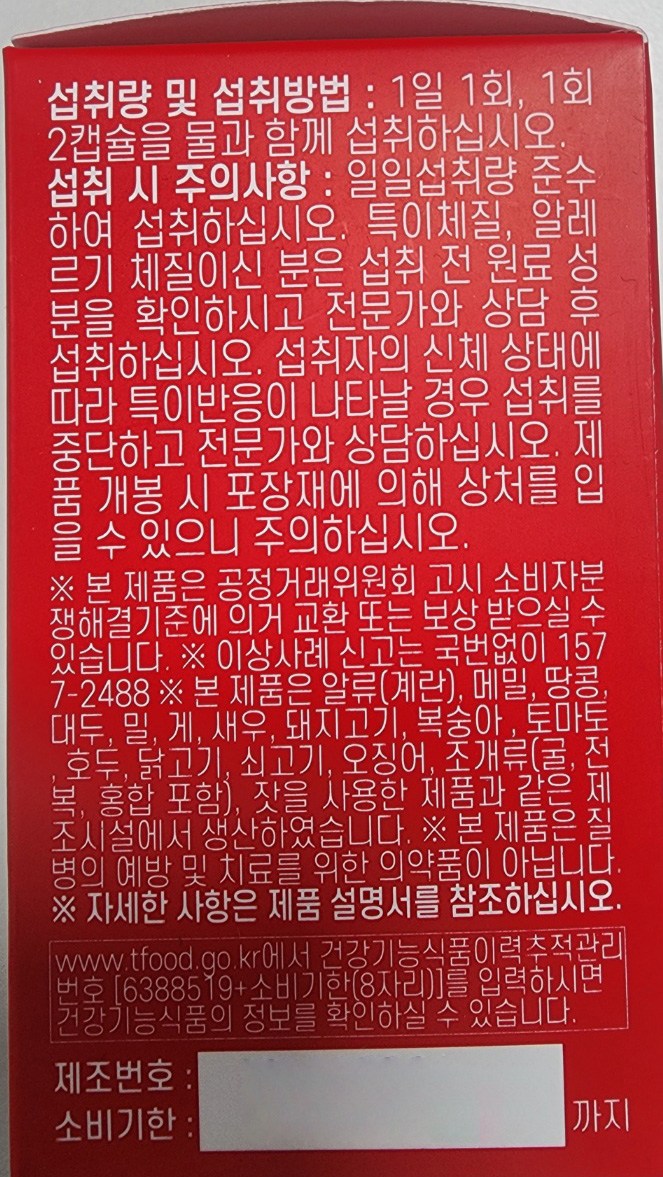 섭취량 및 섭취방법 : 1일 1회, 1회
2캡슐을 물과 함께 섭취하십시오.
섭취 시 주의사항 : 일일섭취량 준수
하여 섭취하십시오. 특이체질, 알레
르기 체질이신 분은 섭취 전 원료 성
분을 확인하시고 전문가와 상담 후
섭취하십시오. 섭취자의 신체 상태에
따라 특이반응이 나타날 경우 섭취를
중단하고 전문가와 상담하십시오. 제
품 개봉 시 포장재에 의해 상처를 입
을 수 있으니 주의하십시오.
※ 본 제품은 공정거래위원회 고시 소비자분
쟁해결기준에 의거 교환 또는 보상 받으실 수
있습니다. ※ 이상사례 신고는 국번없이 157
7-2488 ※ 본 제품은 알류(계란), 메밀, 땅콩,
대두, 밀, 게, 새우, 돼지고기, 복숭아 , 토마토
, 호두, 닭고기, 쇠고기, 오징어, 조개류(굴, 전
복, 홍합 포함), 잣을 사용한 제품과 같은 제
조시설에서 생산하였습니다. ※ 본 제품은 질
병의 예방 및 치료를 위한 의약품이 아닙니다.
※ 자세한 사항은 제품 설명서를 참조하십시오.
www.tfood.go.kr에서 건강기능식품이력추적관리
번호 [6388519+소비기한(8자리)]를 입력하시면
건강기능식품의 정보를 확인하실 수 있습니다.
제조번호 :
소비기한 : 까지